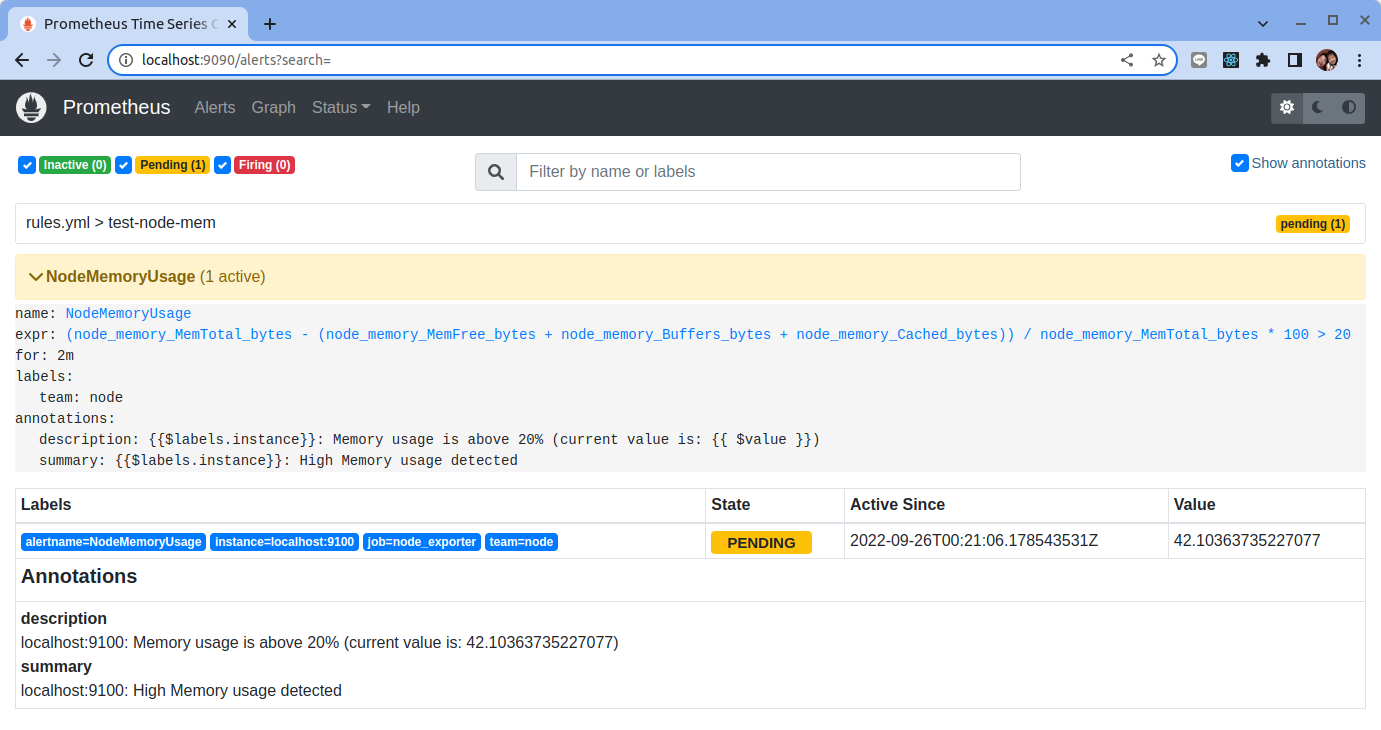 Prometheus Time Series C
localhost:9090/alerts?search=
Prometheus Alerts Graph Status Help
Inactive (0) Pending (1) Firing (0) Filter by name or labels Show annotations
rules.yml > test-node-mem pending (1)
NodeMemoryUsage (1 active)
name: NodeMemoryUsage
expr: (node_memory_MemTotal_bytes - (node_memory_MemFree_bytes + node_memory_Buffers_bytes + node_memory_Cached_bytes)) / node_memory_MemTotal_bytes * 100 > 20
for: 2m
labels:
team: node
annotations:
description: {{$labels.instance}}: Memory usage is above 20% (current value is: {{ $value }})
summary: {{$labels.instance}}: High Memory usage detected
Labels State Active Since Value
alertname=NodeMemoryUsage instance=localhost:9100 job=node_exporter team=node PENDING 2022-09-26T00:21:06.178543531Z 42.10363735227077
Annotations
description
localhost:9100: Memory usage is above 20% (current value is: 42.10363735227077)
summary
localhost:9100: High Memory usage detected